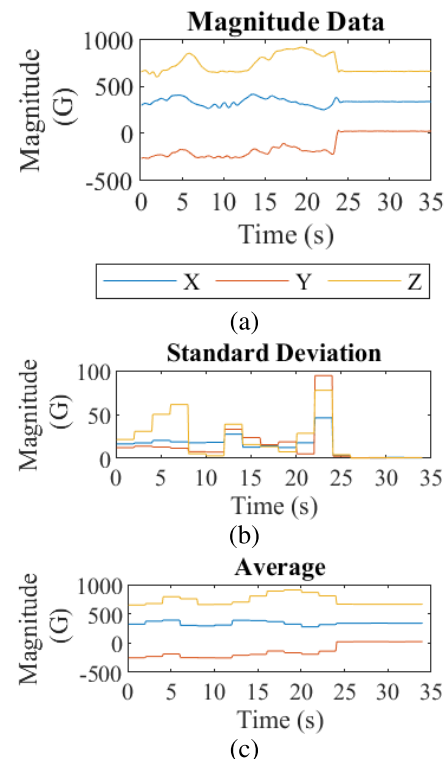 Magnitude Data
Magnitude
(G)
1000
500
0
-500
0 5 10 15 20 25 30 35
Time (s)
X Y Z
(a)
Standard Deviation
Magnitude
(G)
100
50
0
0 5 10 15 20 25 30 35
Time (s)
(b)
Average
Magnitude
(G)
1000
500
0
-500
0 5 10 15 20 25 30 35
Time (s)
(c)